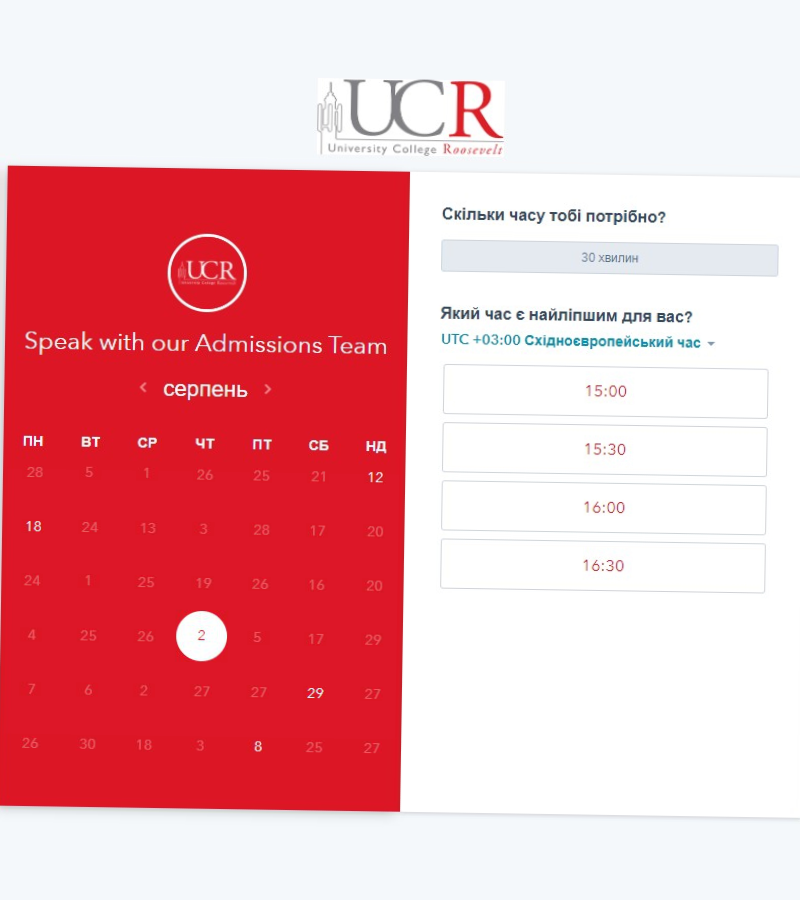 UCR
University College Roosevelt
UCR
Speak with our Admissions Team
серпень
ПН ВТ СР ЧТ ПТ СБ НД
28 5 1 26 25 21 12
18 24 13 3 28 17 20
24 1 25 19 26 16 20
4 25 26 2 5 17 29
7 6 2 27 27 29 27
26 30 18 3 8 25 27
Скільки часу тобі потрібно?
30 хвилин
Який час є найліпшим для вас?
UTC +03:00 Східноєвропейський час
15:00
15:30
16:00
16:30